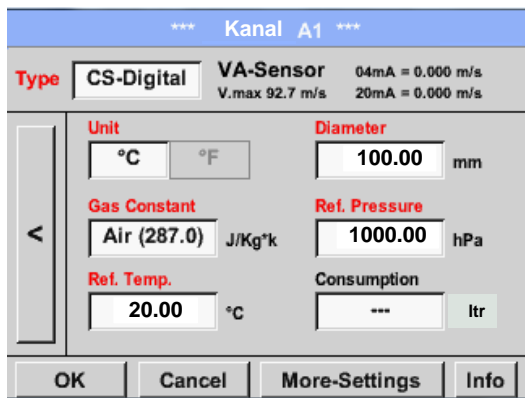 *** Kanal A1 ***
Type CS-Digital VA-Sensor 04mA = 0.000 m/s
V.max 92.7 m/s 20mA = 0.000 m/s
Unit Diameter
°C °F 100.00 mm
Gas Constant Ref. Pressure
< Air (287.0) J/Kg*k 1000.00 hPa
Ref. Temp. Consumption
20.00 °C --- ltr
OK Cancel More-Settings Info